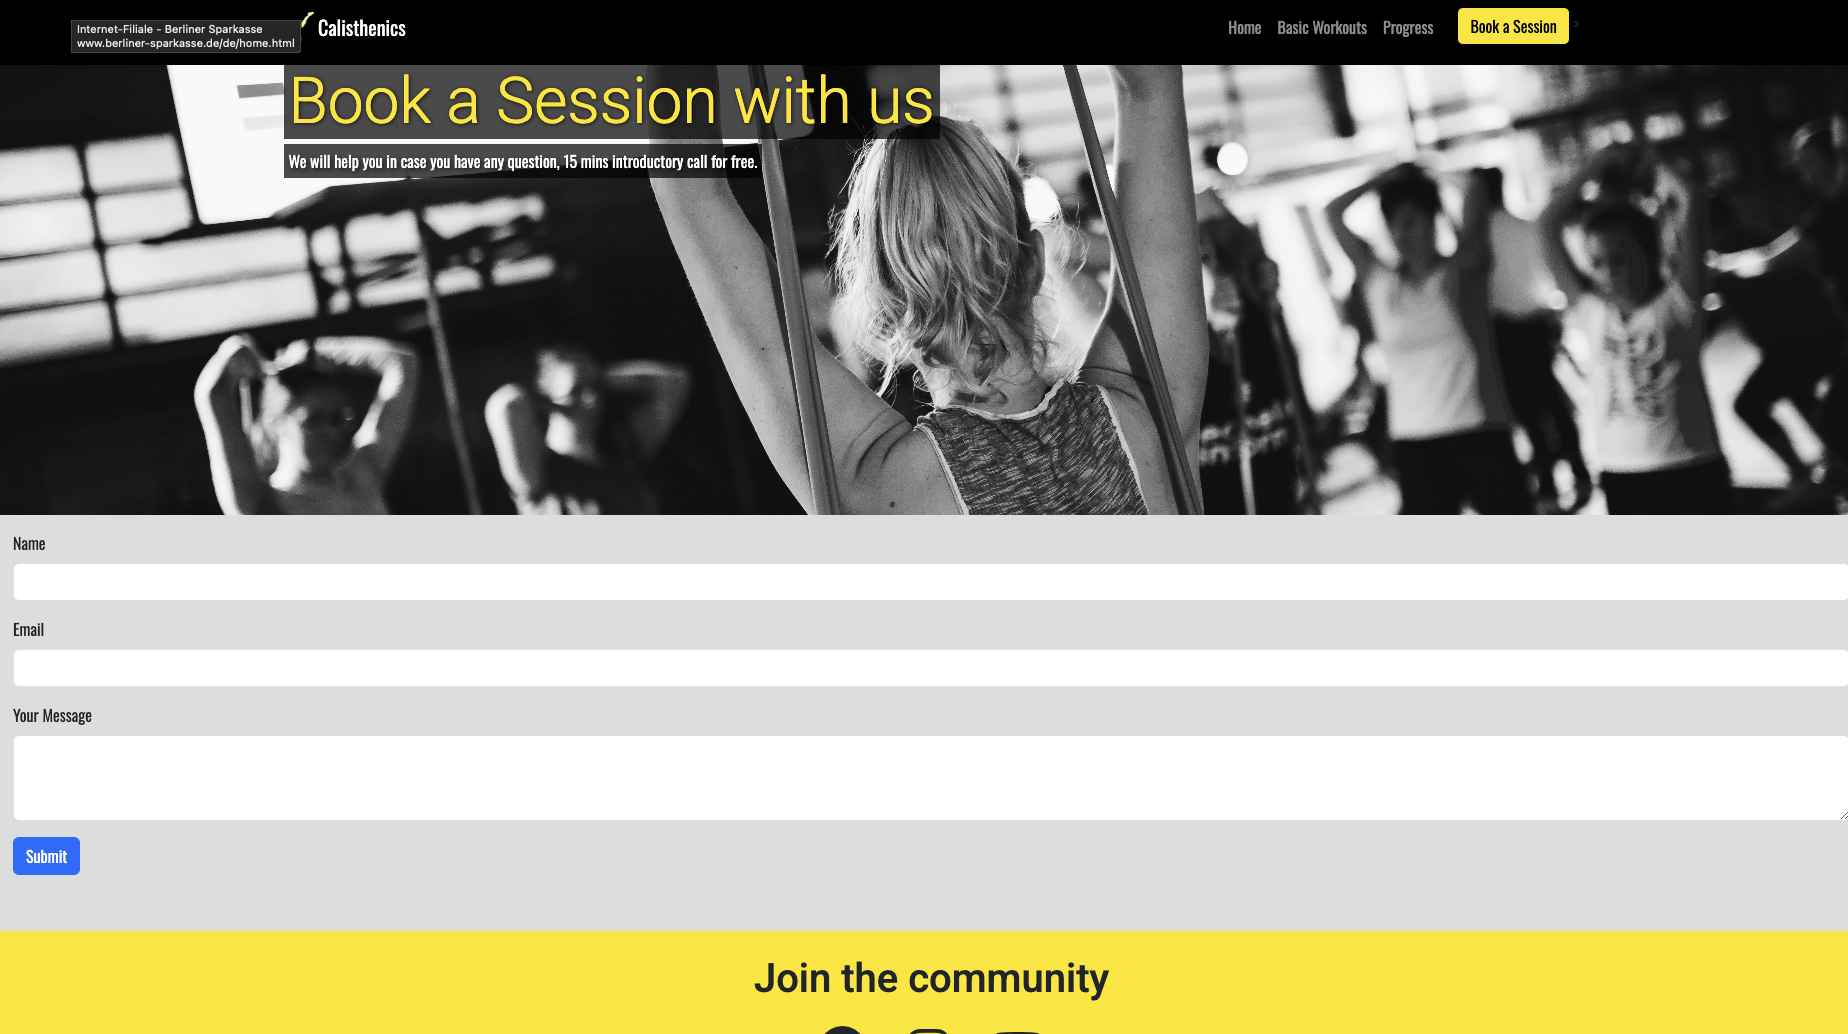 Internet-Filiale - Berliner Sparkasse
www.berliner-sparkasse.de/de/home.html
Calisthenics
Home Basic Workouts Progress Book a Session >
Book a Session with us
We will help you in case you have any question, 15 mins introductory call for free.
Name
Email
Your Message
Submit
Join the community